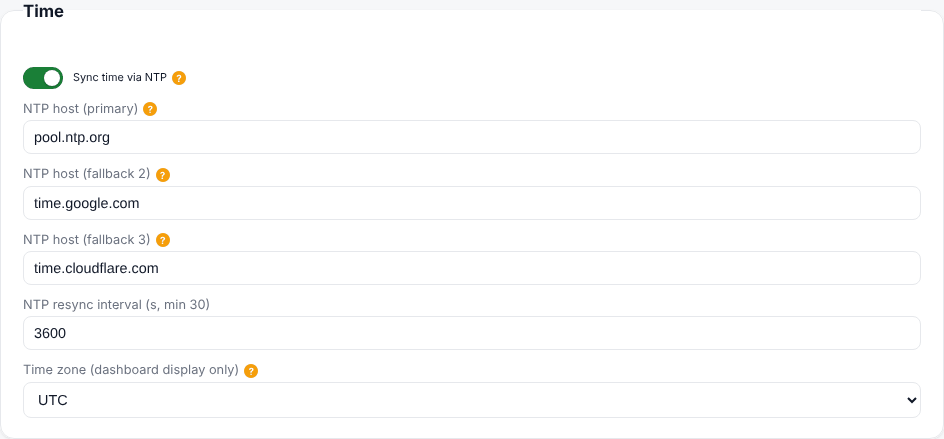 Time
Sync time via NTP ?
NTP host (primary) ?
pool.ntp.org
NTP host (fallback 2) ?
time.google.com
NTP host (fallback 3) ?
time.cloudflare.com
NTP resync interval (s, min 30)
3600
Time zone (dashboard display only) ?
UTC